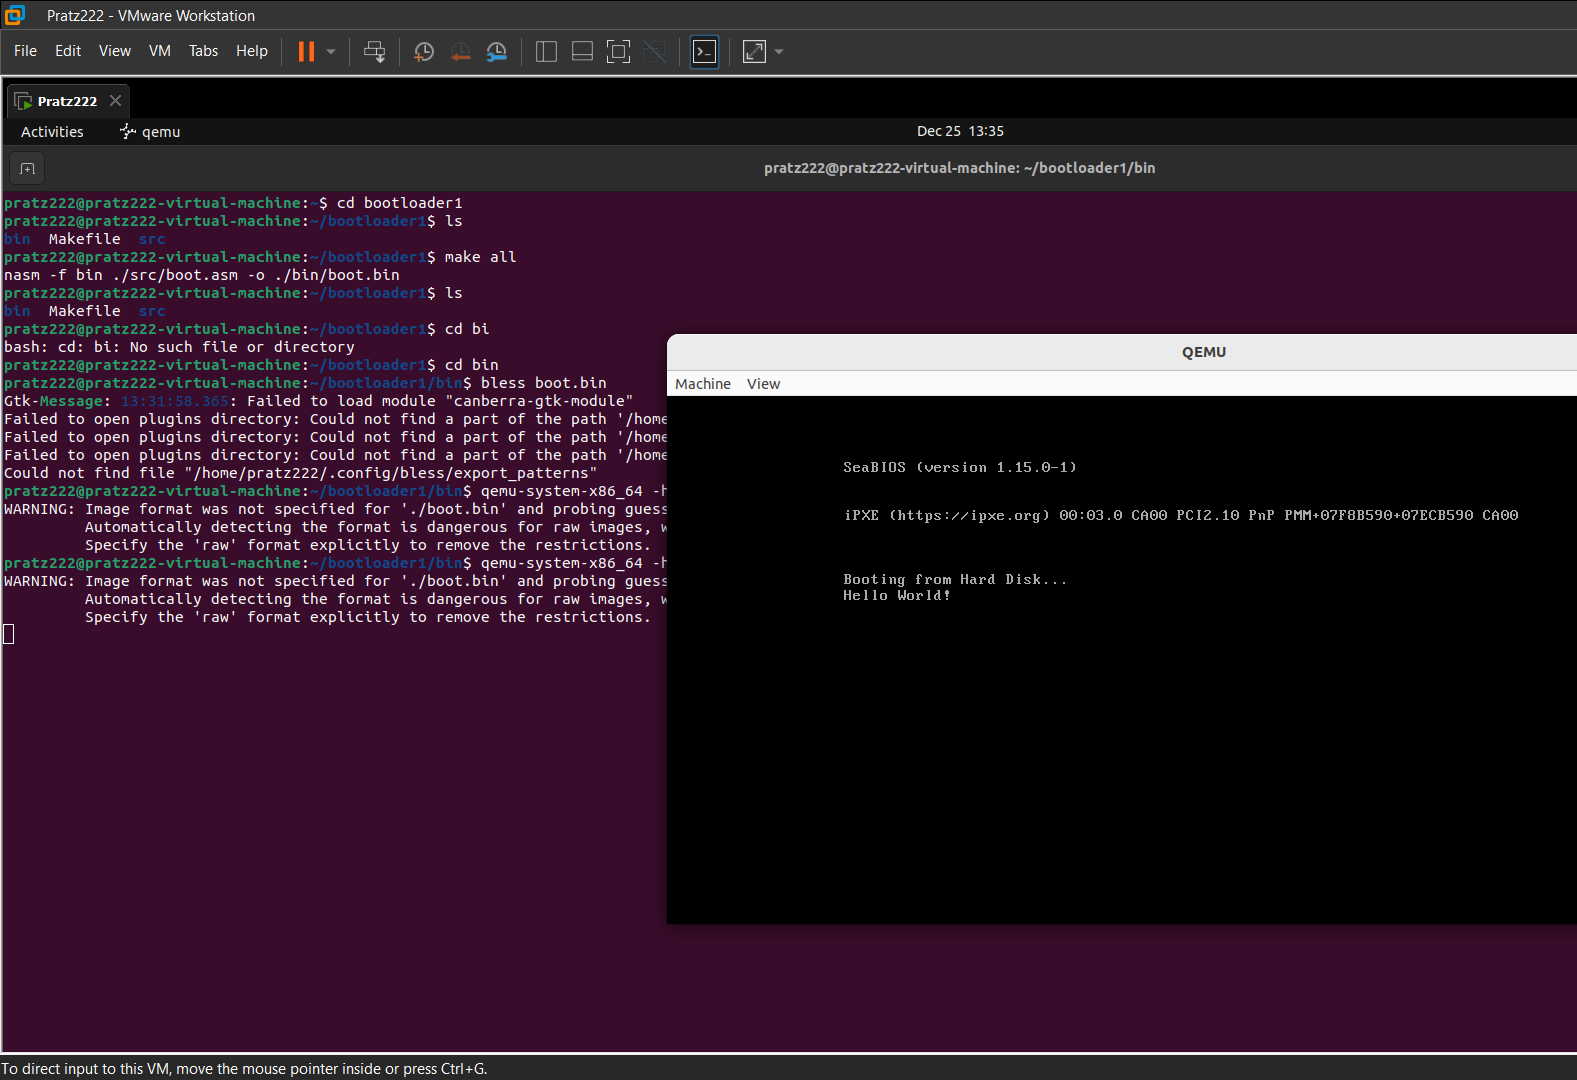 Pratz222 - VMware Workstation
File Edit View VM Tabs Help
Pratz222
Activities qemu Dec 25 13:35
pratz222@pratz222-virtual-machine: ~/bootloader1/bin
pratz222@pratz222-virtual-machine:~$ cd bootloader1
pratz222@pratz222-virtual-machine:~/bootloader1$ ls
bin Makefile src
pratz222@pratz222-virtual-machine:~/bootloader1$ make all
nasm -f bin ./src/boot.asm -o ./bin/boot.bin
pratz222@pratz222-virtual-machine:~/bootloader1$ ls
bin Makefile src
pratz222@pratz222-virtual-machine:~/bootloader1$ cd bi
bash: cd: bi: No such file or directory
pratz222@pratz222-virtual-machine:~/bootloader1$ cd bin
pratz222@pratz222-virtual-machine:~/bootloader1/bin$ bless boot.bin
Gtk-Message: 13:31:58.365: Failed to load module "canberra-gtk-module"
Failed to open plugins directory: Could not find a part of the path '/home
Failed to open plugins directory: Could not find a part of the path '/home
Failed to open plugins directory: Could not find a part of the path '/home
Could not find file "/home/pratz222/.config/bless/export_patterns"
pratz222@pratz222-virtual-machine:~/bootloader1/bin$ qemu-system-x86_64 -h
WARNING: Image format was not specified for './boot.bin' and probing guess
Automatically detecting the format is dangerous for raw images, w
Specify the 'raw' format explicitly to remove the restrictions.
pratz222@pratz222-virtual-machine:~/bootloader1/bin$ qemu-system-x86_64 -h
WARNING: Image format was not specified for './boot.bin' and probing guess
Automatically detecting the format is dangerous for raw images, w
Specify the 'raw' format explicitly to remove the restrictions.
QEMU
Machine View
SeaBIOS (version 1.15.0-1)
iPXE (https://ipxe.org) 00:03.0 CA00 PCI2.10 PnP PMM+07F8B590+07ECB590 CA00
Booting from Hard Disk...
Hello World!
To direct input to this VM, move the mouse pointer inside or press Ctrl+G.